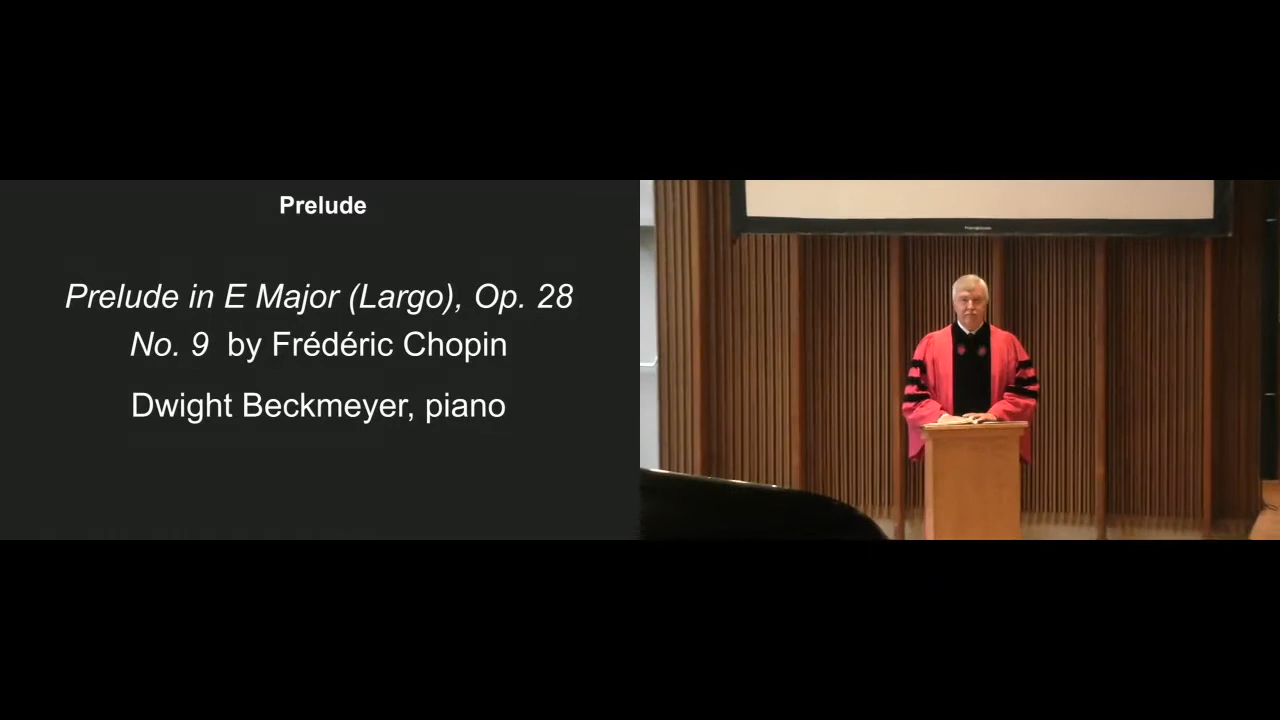 Prelude
Prelude in E Major (Largo), Op. 28
No. 9 by Frédéric Chopin
Dwight Beckmeyer, piano